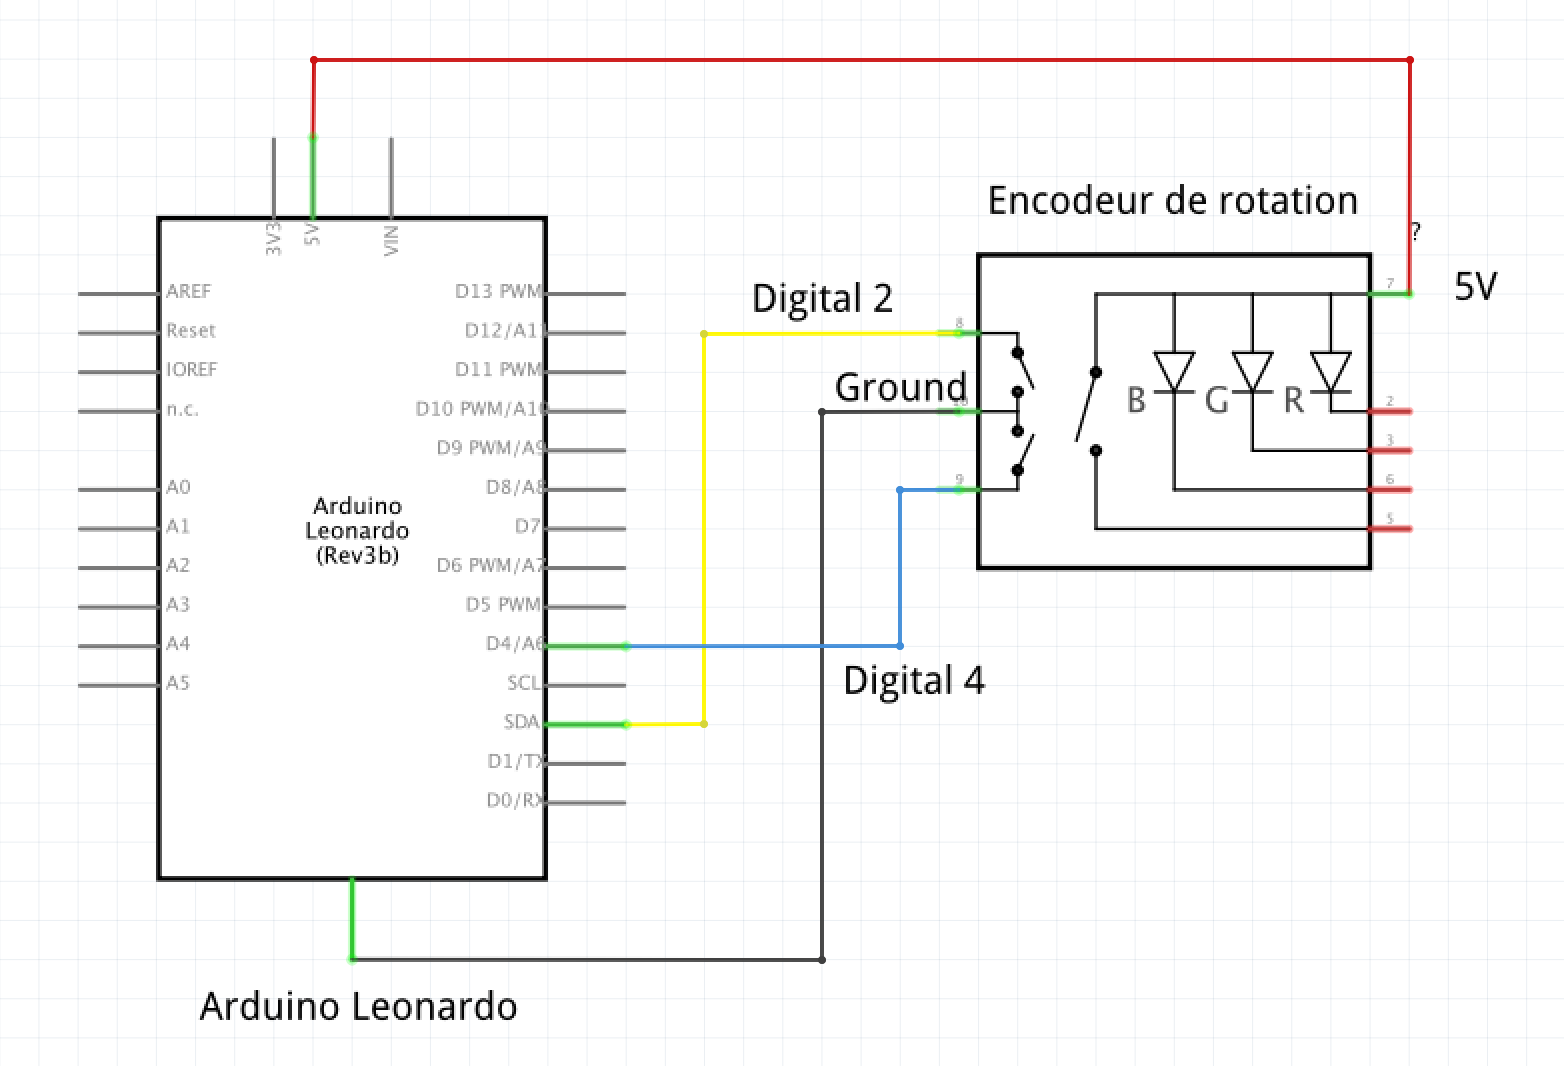 Encodeur de rotation
?
3V3
5V
VIN
7
5V
AREF
D13 PWM
Digital 2
Reset
D12/A11
8
IOREF
D11 PWM
Ground
n.c.
D10 PWM/A10
10
B
G
R
2
D9 PWM/A9
3
A0
D8/A8
9
6
Arduino
Leonardo
(Rev3b)
A1
D7
5
A2
D6 PWM/A7
A3
D5 PWM
A4
D4/A6
A5
SCL
Digital 4
SDA
D1/TX
D0/RX
Arduino Leonardo